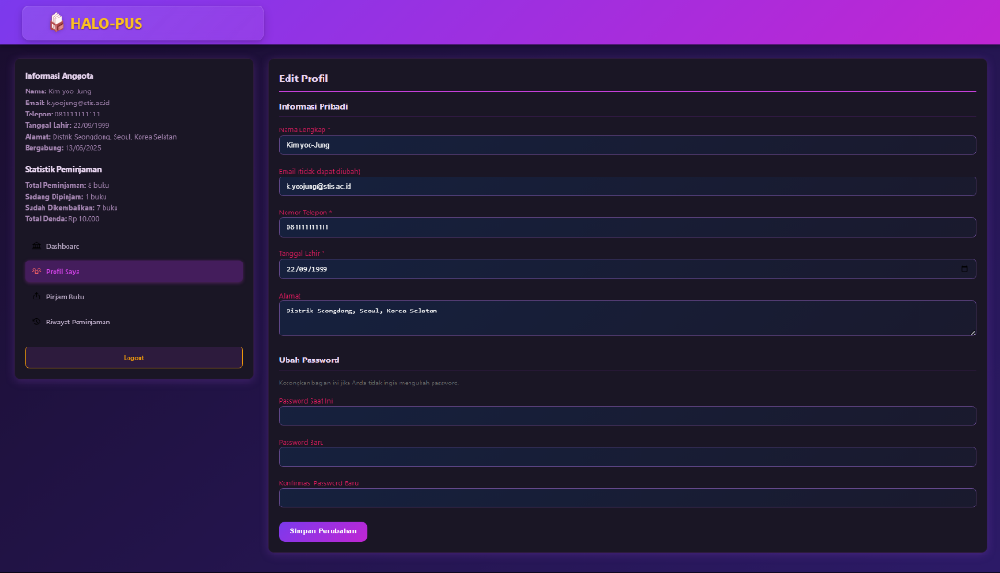 HALO-PUS
Informasi Anggota
Nama: Kim yoo-Jung
Email: k.yoojung@stis.ac.id
Telepon: 081111111111
Tanggal Lahir: 22/09/1999
Alamat: Distrik Seongdong, Seoul, Korea Selatan
Bergabung: 13/06/2025
Statistik Peminjaman
Total Peminjaman: 8 buku
Sedang Dipinjam: 1 buku
Sudah Dikembalikan: 7 buku
Total Denda: Rp 10.000
Dashboard
Profil Saya
Pinjam Buku
Riwayat Peminjaman
Logout
Edit Profil
Informasi Pribadi
Nama Lengkap *
Kim yoo-Jung
Email (tidak dapat diubah)
k.yoojung@stis.ac.id
Nomor Telepon *
081111111111
Tanggal Lahir *
22/09/1999
Alamat
Distrik Seongdong, Seoul, Korea Selatan
Ubah Password
Kosongkan bagian ini jika Anda tidak ingin mengubah password.
Password Saat Ini
Password Baru
Konfirmasi Password Baru
Simpan Perubahan